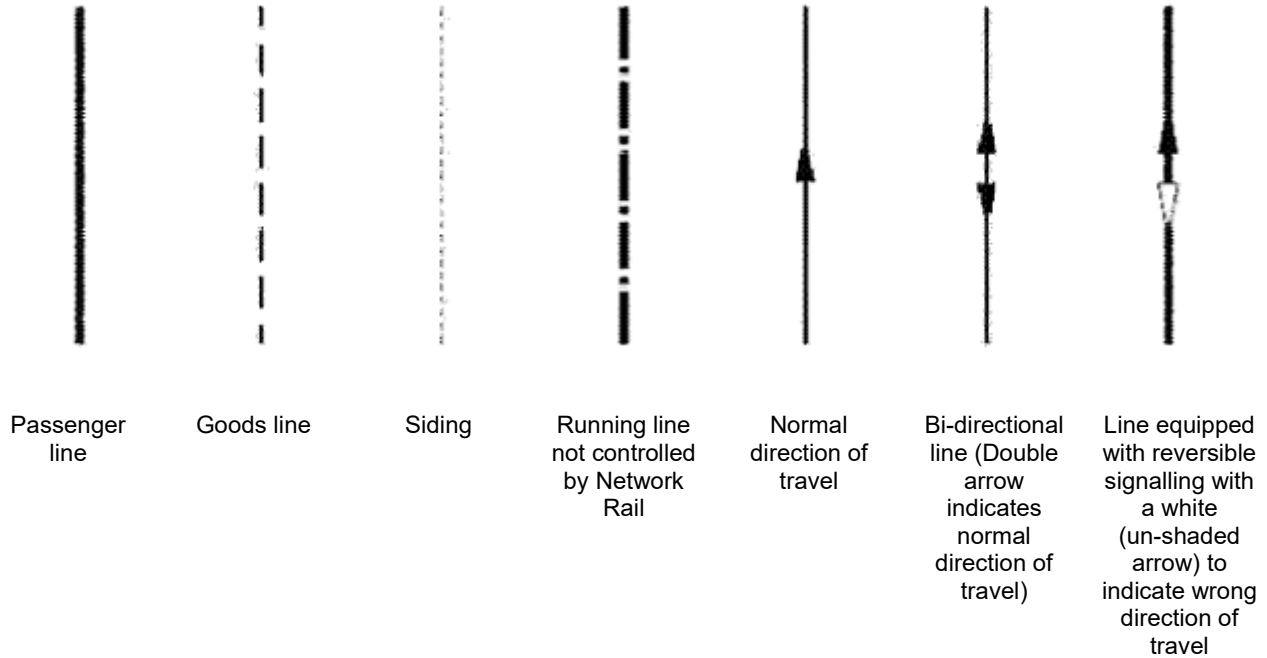 Passenger
line
Goods line
Siding
Running line
not controlled
by Network
Rail
Normal
direction of
travel
Bi-directional
line (Double
arrow
indicates
normal
direction of
travel)
Line equipped
with reversible
signalling with
a white
(un-shaded
arrow) to
indicate wrong
direction of
travel